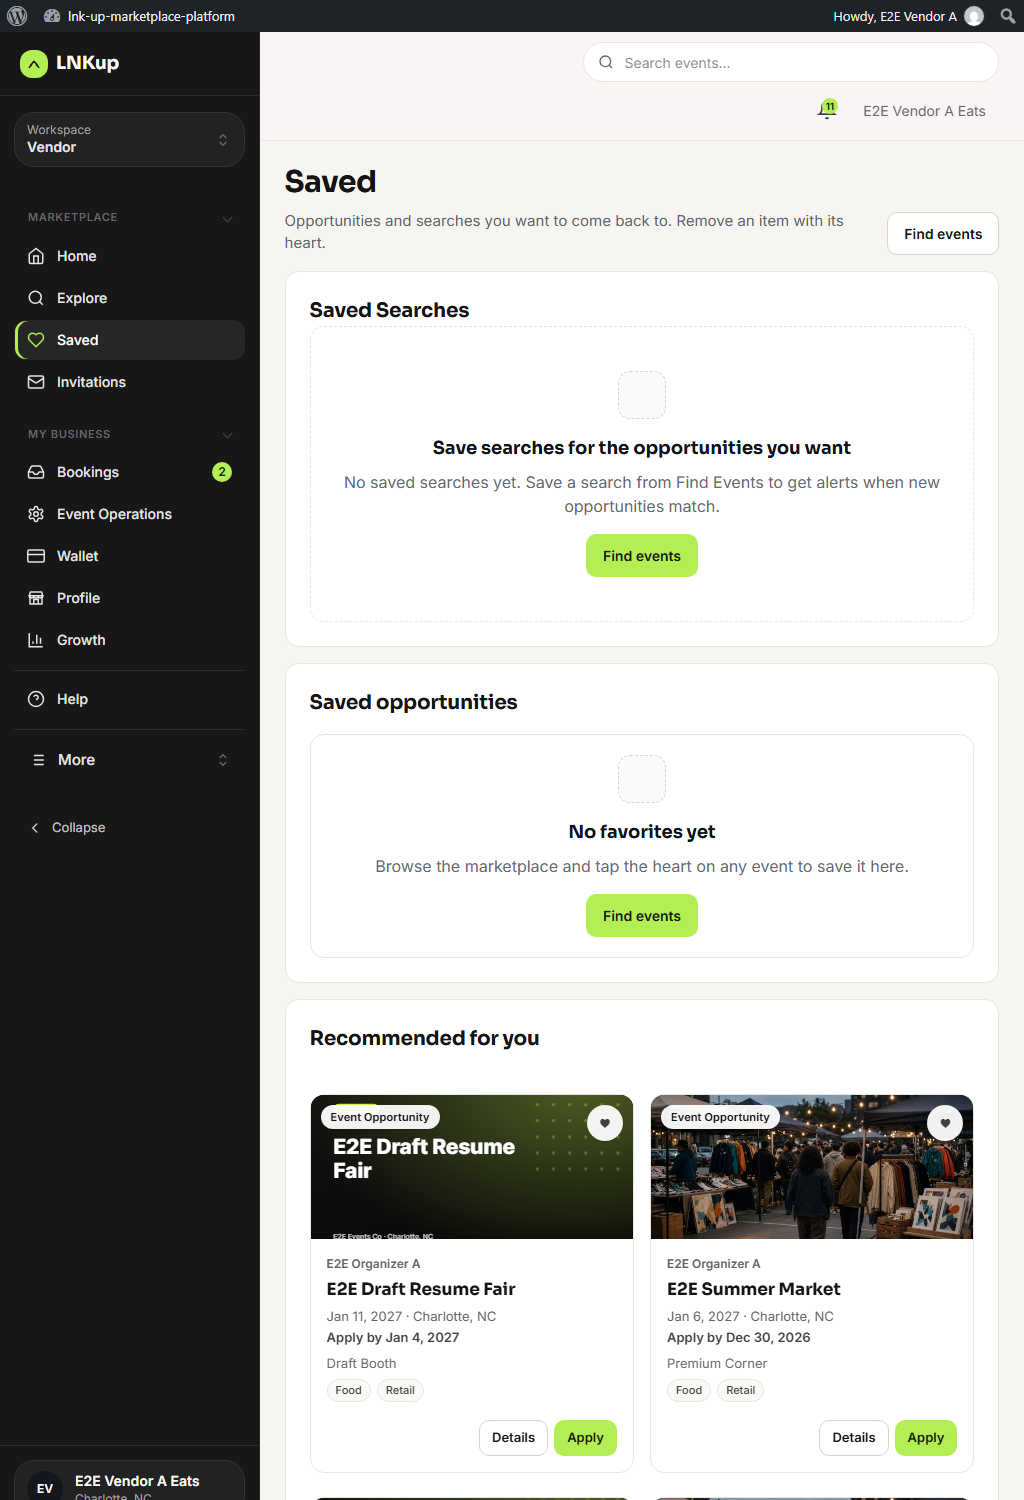 lnk-up-marketplace-platform
Howdy, E2E Vendor A
LNKup
Workspace
Vendor
MARKETPLACE
Home
Explore
Saved
Invitations
MY BUSINESS
Bookings
2
Event Operations
Wallet
Profile
Growth
Help
More
Collapse
EV
E2E Vendor A Eats
Charlotte, NC
Search events...
11
E2E Vendor A Eats
Saved
Opportunities and searches you want to come back to. Remove an item with its
heart.
Find events
Saved Searches
Save searches for the opportunities you want
No saved searches yet. Save a search from Find Events to get alerts when new
opportunities match.
Find events
Saved opportunities
No favorites yet
Browse the marketplace and tap the heart on any event to save it here.
Find events
Recommended for you
Event Opportunity
E2E Draft Resume
Fair
E2E Events Co · Charlotte, NC
E2E Organizer A
E2E Draft Resume Fair
Jan 11, 2027 · Charlotte, NC
Apply by Jan 4, 2027
Draft Booth
Food
Retail
Details
Apply
Event Opportunity
E2E Organizer A
E2E Summer Market
Jan 6, 2027 · Charlotte, NC
Apply by Dec 30, 2026
Premium Corner
Food
Retail
Details
Apply